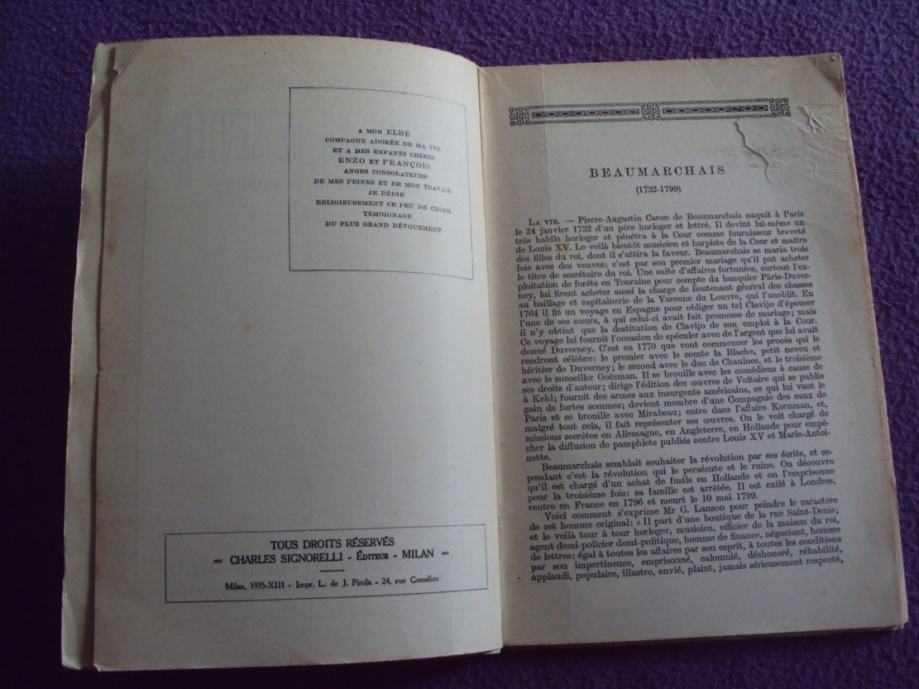 A MON ELBE
COMPAGNE ADORÉE DE MA VIE
ET A MES ENFANTS CHÉRIS
ENZO ET FRANÇOIS
ANGES CONSOLATEURS
DE MES PEINES ET DE MON TRAVAIL
JE DÉDIE
RELIGIEUSEMENT CE PEU DE CHOSE
TÉMOIGNAGE
DU PLUS GRAND DÉVOUEMENT
TOUS DROITS RÉSERVÉS
CHARLES SIGNORELLI - ÉDITEUR - MILAN
Milan, 1935-XIII — Impr. L. de J. Pirola - 24, rue Comelico
BEAUMARCHAIS
(1732-1799)
LA VIE. — Pierre-Augustin Caron de Beaumarchais naquit à Paris
le 24 janvier 1732 d'un père horloger et lettré. Il devint lui-même un
très habile horloger et pénétra à la Cour comme fournisseur breveté
de Louis XV. Le voilà bientôt musicien et harpiste de la Cour et maître
des filles du roi, dont il s'attira la faveur. Beaumarchais se maria trois
fois avec des veuves: c'est par son premier mariage qu'il put acheter
le titre de secrétaire du roi. Une suite d'affaires fortunées, surtout l'ex-
ploitation de forêts en Touraine pour compte du banquier Pâris-Duver-
ney, lui firent acheter aussi la charge de lieutenant général des chasses
au bailliage et capitainerie de la Varenne du Louvre, qui l'anoblit. En
1764 il fit un voyage en Espagne pour obliger un tel Clavijo d'épouser
l'une de ses sœurs, à qui celui-ci avait fait promesse de mariage; mais
il n'y obtint que la destitution de Clavijo de son emploi à la Cour.
Ce voyage lui fournit l'occasion de spéculer avec de l'argent que lui avait
donné Duverney. C'est en 1770 que vont commencer les procès qui le
rendront célèbre: le premier avec le comte la Blache, petit neveu et
héritier de Duverney; le second avec le duc de Chaulnes, et le troisième
avec le conseiller Goëzman. Il se brouille avec les comédiens à cause de
ses droits d'auteur; dirige l'édition des œuvres de Voltaire qui se publie
à Kehl; fournit des armes aux insurgents américains, ce qui lui vaut le
gain de fortes sommes; devient membre d'une Compagnie des eaux de
Paris et se brouille avec Mirabeau; entre dans l'affaire Kornman, et,
malgré tout cela, il fait représenter ses œuvres. On le voit chargé de
missions secrètes en Allemagne, en Angleterre, en Hollande pour empê-
cher la diffusion de pamphlets publiés contre Louis XV et Marie-Antoi-
nette.
Beaumarchais semblait souhaiter la révolution par ses écrits, et ce-
pendant c'est la révolution qui le persécute et le ruine. On découvre
qu'il est chargé d'un achat de fusils en Hollande et on l'emprisonne
pour la troisième fois: sa famille est arrêtée. Il est exilé à Londres,
rentre en France en 1796 et meurt le 10 mai 1799.
Voici comment s'exprime Mr G. Lanson pour peindre le caractère
de cet homme original: « Il part d'une boutique de la rue Saint-Denis;
et le voilà tour à tour horloger, musicien, officier de la maison du roi,
agent demi-policier demi-politique, homme de finance, négociant, homme
de lettres: égal à toutes les affaires par son esprit, à toutes les conditions
par son impertinence, emprisonné, calomnié, déshonoré, réhabilité,
applaudi, populaire, illustre, envié, plaint, jamais sérieusement respecté,